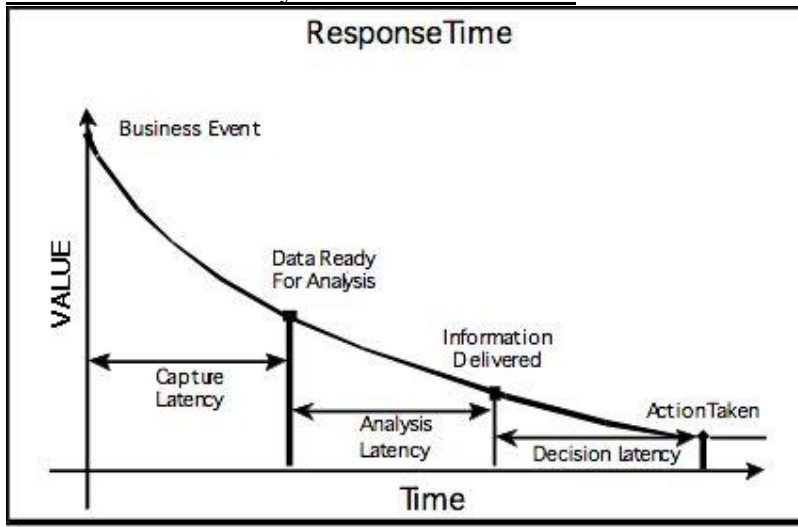 ResponseTime
Business Event
Data Ready
For Analysis
Information
Delivered
ActionTaken
VALUE
Capture
Latency
Analysis
Latency
Decision latency
Time